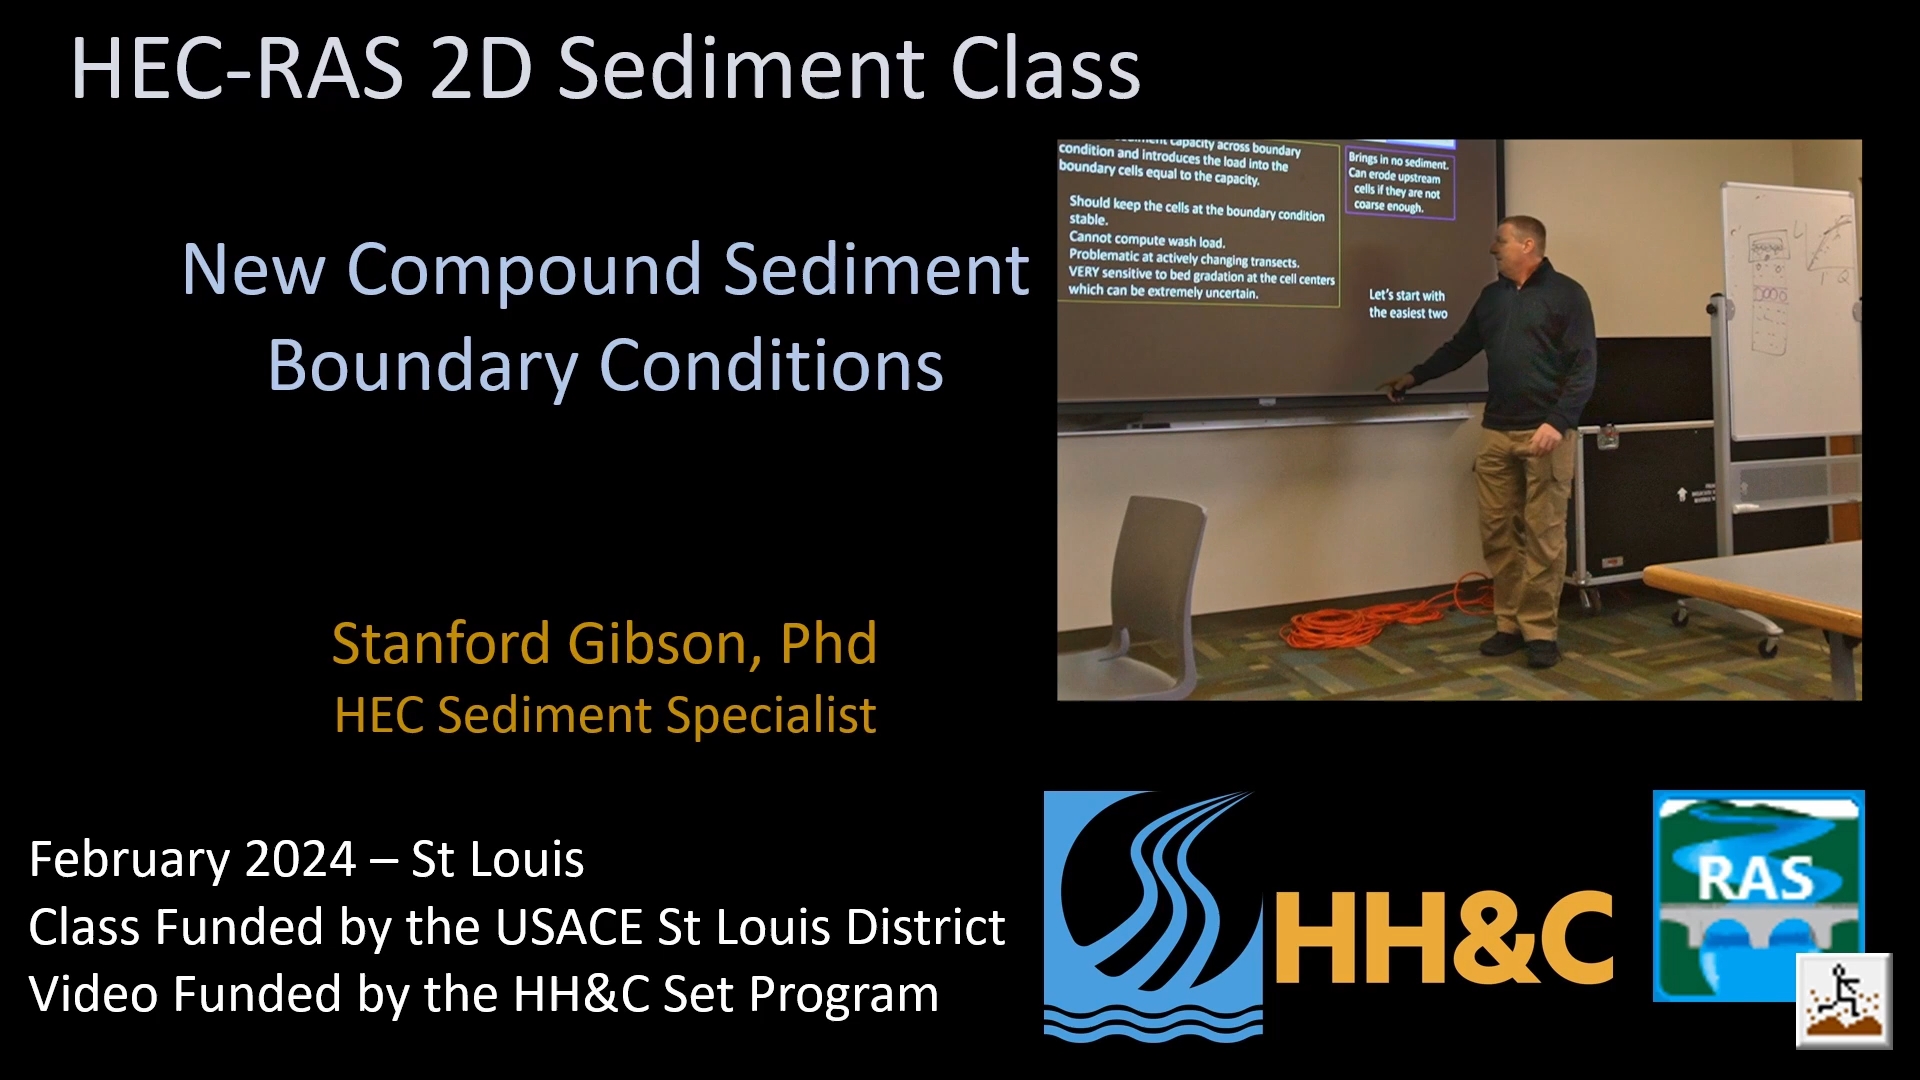 HEC-RAS 2D Sediment Class
New Compound Sediment
Boundary Conditions
Stanford Gibson, Phd
HEC Sediment Specialist
February 2024 – St Louis
Class Funded by the USACE St Louis District
Video Funded by the HH&C Set Program
capacity across boundary
condition and introduces the load into the
boundary cells equal to the capacity.
Should keep the cells at the boundary condition
stable.
Cannot compute wash load.
Problematic at actively changing transects.
VERY sensitive to bed gradation at the cell centers
which can be extremely uncertain.
Brings in no sediment.
Can erode upstream
cells if they are not
coarse enough.
Let's start with
the easiest two
HH&C
RAS